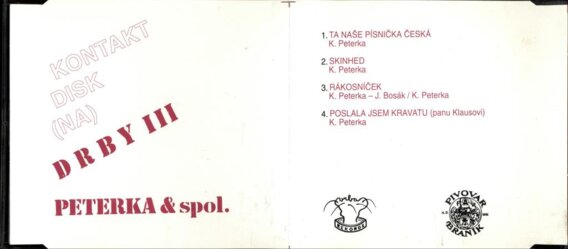 KONTAKT
DISK
(NA)
DRBY III
PETERKA & spol.
1. TA NAŠE PÍSNIČKA ČESKÁ
K. Peterka
2. SKINHED
K. Peterka
3. RÁKOSNÍČEK
K. Peterka – J. Bosák / K. Peterka
4. POSLALA JSEM KRAVATU (panu Klausovi)
K. Peterka
PIVOVAR
BRANÍK